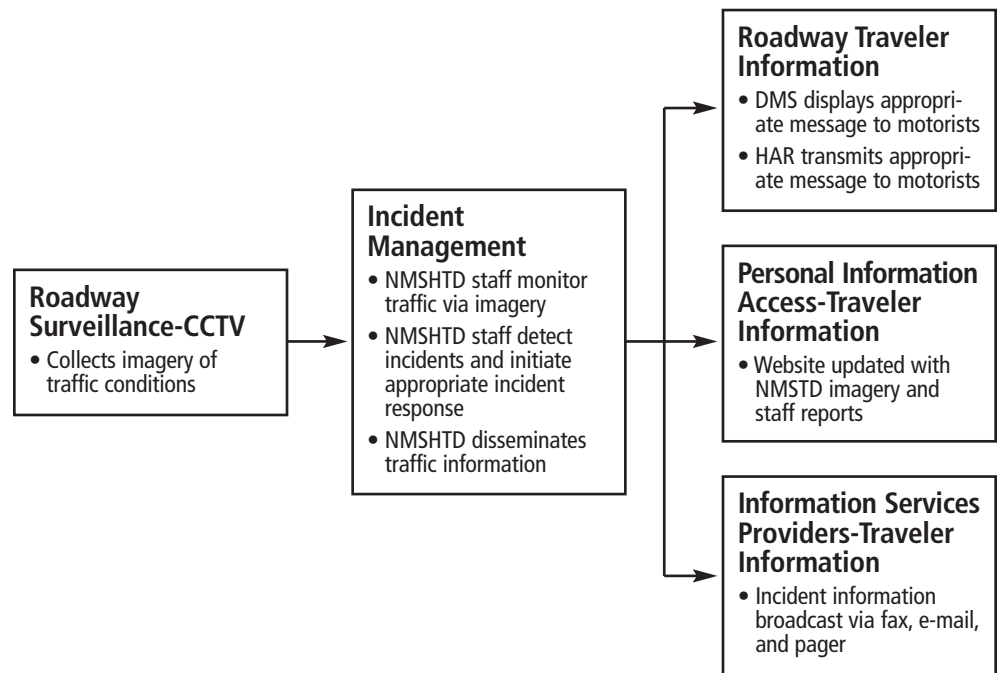 Roadway
Surveillance-CCTV
• Collects imagery of
traffic conditions
Incident
Management
• NMSHTD staff monitor
traffic via imagery
• NMSHTD staff detect
incidents and initiate
appropriate incident
response
• NMSHTD disseminates
traffic information
Roadway Traveler
Information
• DMS displays appropri-
ate message to motorists
• HAR transmits appropri-
ate message to motorists
Personal Information
Access-Traveler
Information
• Website updated with
NMSTD imagery and
staff reports
Information Services
Providers-Traveler
Information
• Incident information
broadcast via fax, e-mail,
and pager